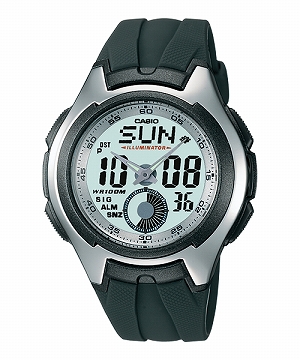 CASIO
SUN
ILLUMINATOR
DST
P
10 08
WR100M
SIG
ALM
SNZ
36